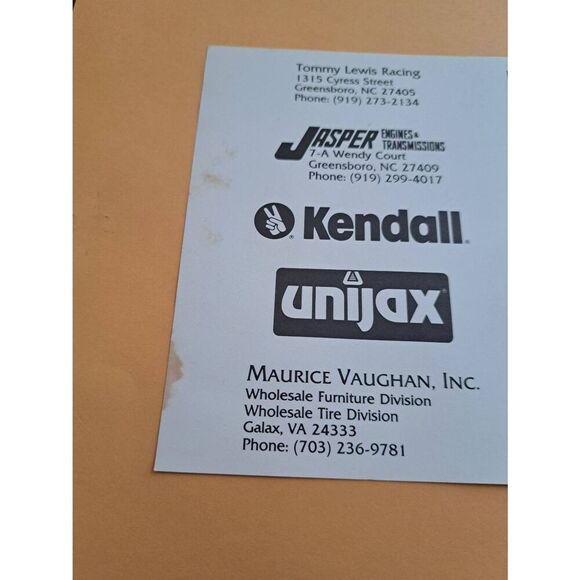 Tommy Lewis Racing
1315 Cyress Street
Greensboro, NC 27405
Phone: (919) 273-2134
JASPER ENGINES & TRANSMISSIONS
7-A Wendy Court
Greensboro, NC 27409
Phone: (919) 299-4017
Kendall®
unijax®
MAURICE VAUGHAN, INC.
Wholesale Furniture Division
Wholesale Tire Division
Galax, VA 24333
Phone: (703) 236-9781